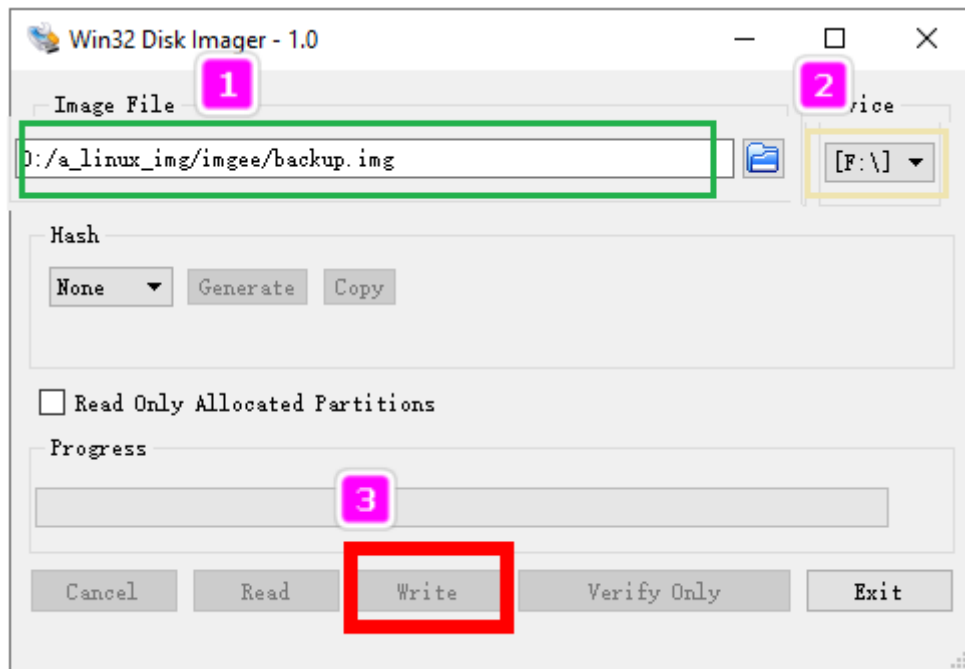 Win32 Disk Imager - 1.0
1
2
Image File
vice
D:/a_linux_img/imgee/backup.img
[F:\]
Hash
None
Generate
Copy
Read Only Allocated Partitions
Progress
3
Cancel
Read
Write
Verify Only
Exit